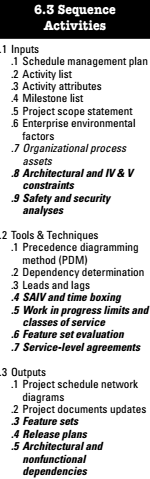 6.3 Sequence
Activities
.1 Inputs
.1 Schedule management plan
.2 Activity list
.3 Activity attributes
.4 Milestone list
.5 Project scope statement
.6 Enterprise environmental
factors
.7 Organizational process
assets
.8 Architectural and IV & V
constraints
.9 Safety and security
analyses
.2 Tools & Techniques
.1 Precedence diagramming
method (PDM)
.2 Dependency determination
.3 Leads and lags
.4 SAIV and time boxing
.5 Work in progress limits and
classes of service
.6 Feature set evaluation
.7 Service-level agreements
.3 Outputs
.1 Project schedule network
diagrams
.2 Project documents updates
.3 Feature sets
.4 Release plans
.5 Architectural and
nonfunctional
dependencies